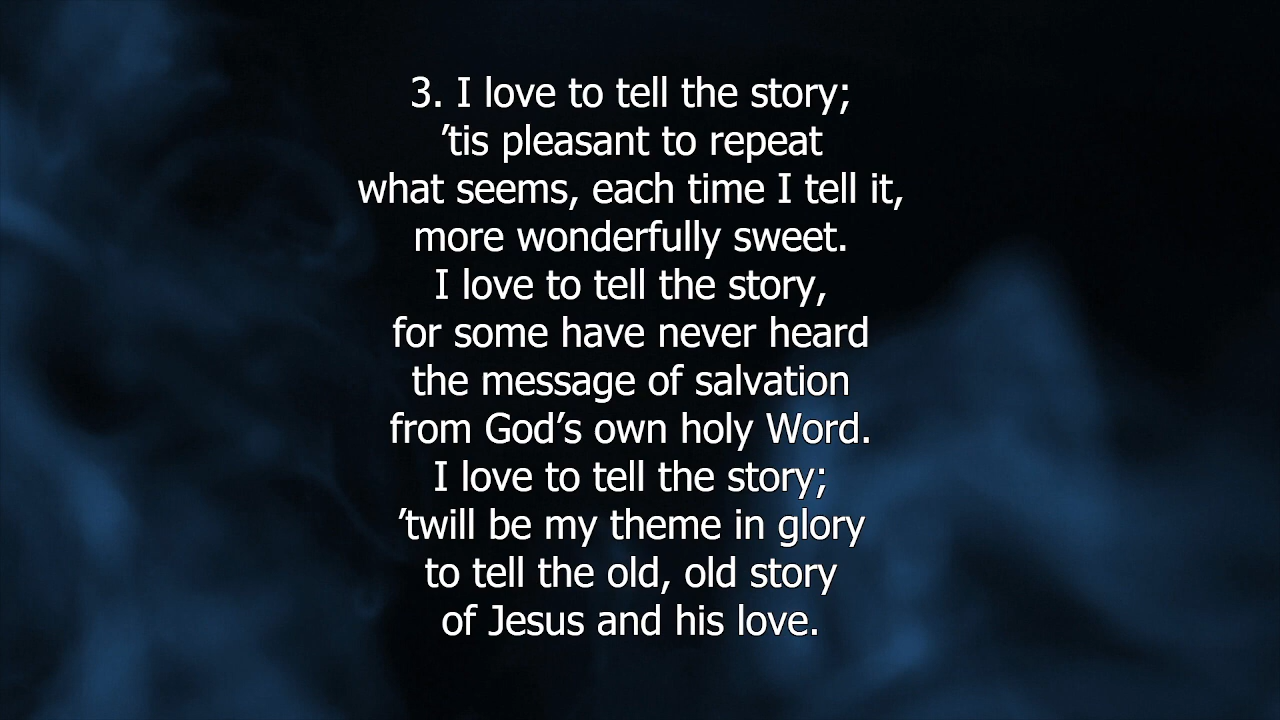 3. I love to tell the story;
’tis pleasant to repeat
what seems, each time I tell it,
more wonderfully sweet.
I love to tell the story,
for some have never heard
the message of salvation
from God’s own holy Word.
I love to tell the story;
’twill be my theme in glory
to tell the old, old story
of Jesus and his love.